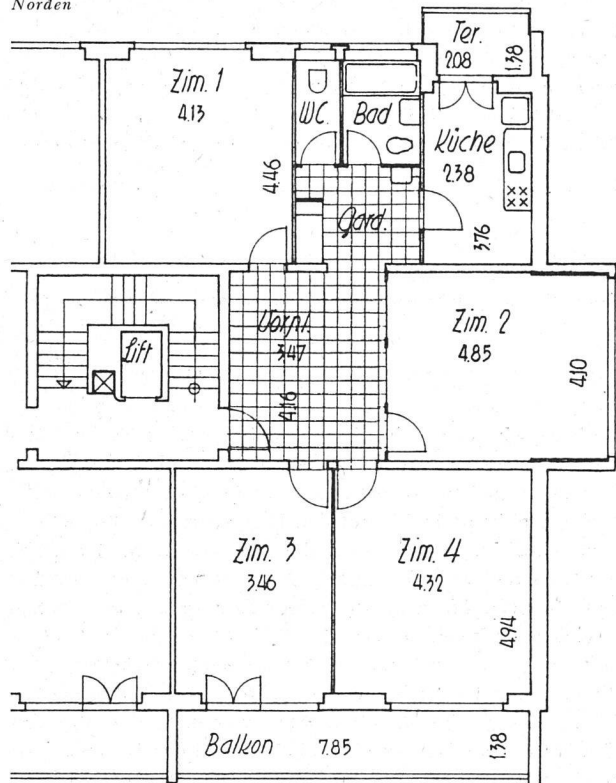 Norden
Ter.
2.08
1.38
Zim. 1
4.13
4.46
WC.
Bad
Küche
2.38
3.76
Gard.
Vorpl.
3.47
4.16
Lift
Zim. 2
4.85
4.10
Zim. 3
3.46
Zim. 4
4.32
4.94
Balkon 7.85
1.38